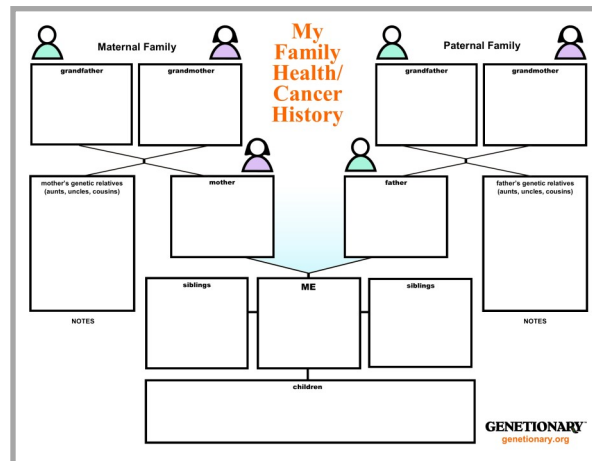 My
Family
Health/
Cancer
History
Maternal Family
Paternal Family
grandfather
grandmother
grandfather
grandmother
mother's genetic relatives
(aunts, uncles, cousins)
mother
father
father's genetic relatives
(aunts, uncles, cousins)
siblings
ME
siblings
NOTES
NOTES
children
GENETIONARY™
genetionary.org